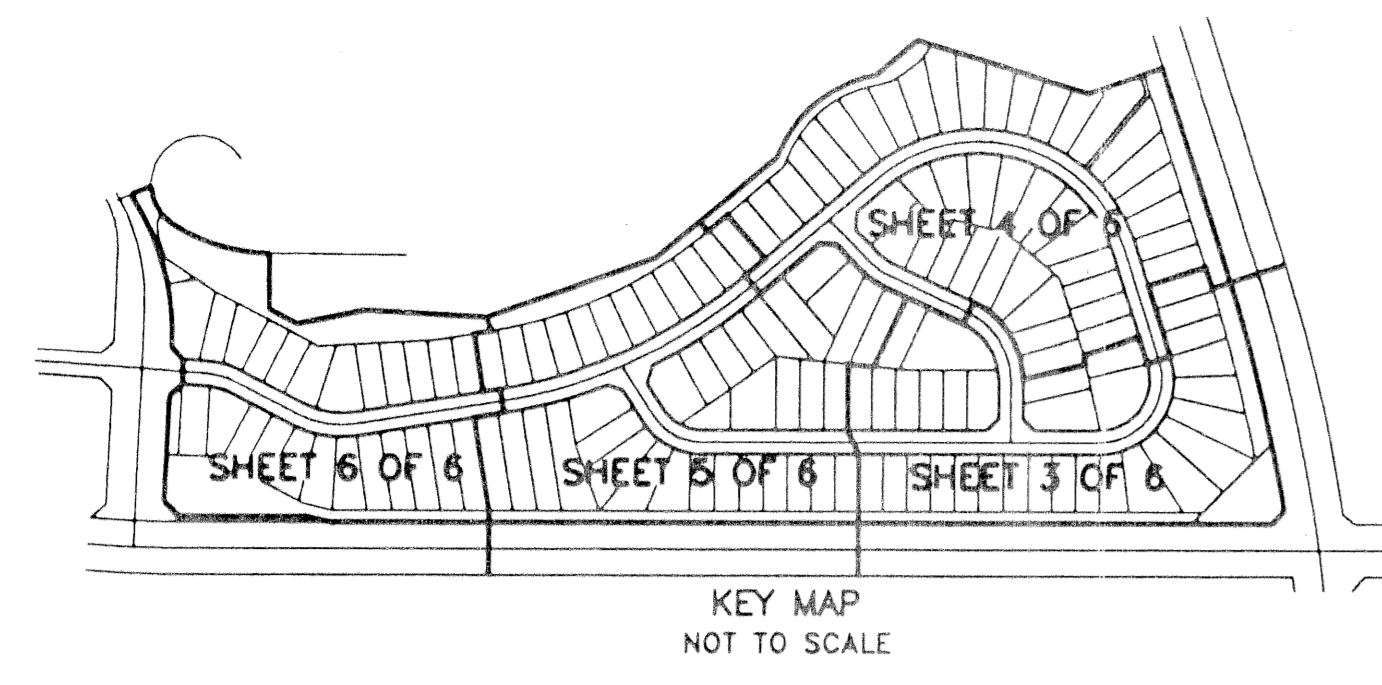 SHEET 4 OF 6
SHEET 6 OF 6
SHEET 5 OF 6
SHEET 3 OF 6
KEY MAP
NOT TO SCALE